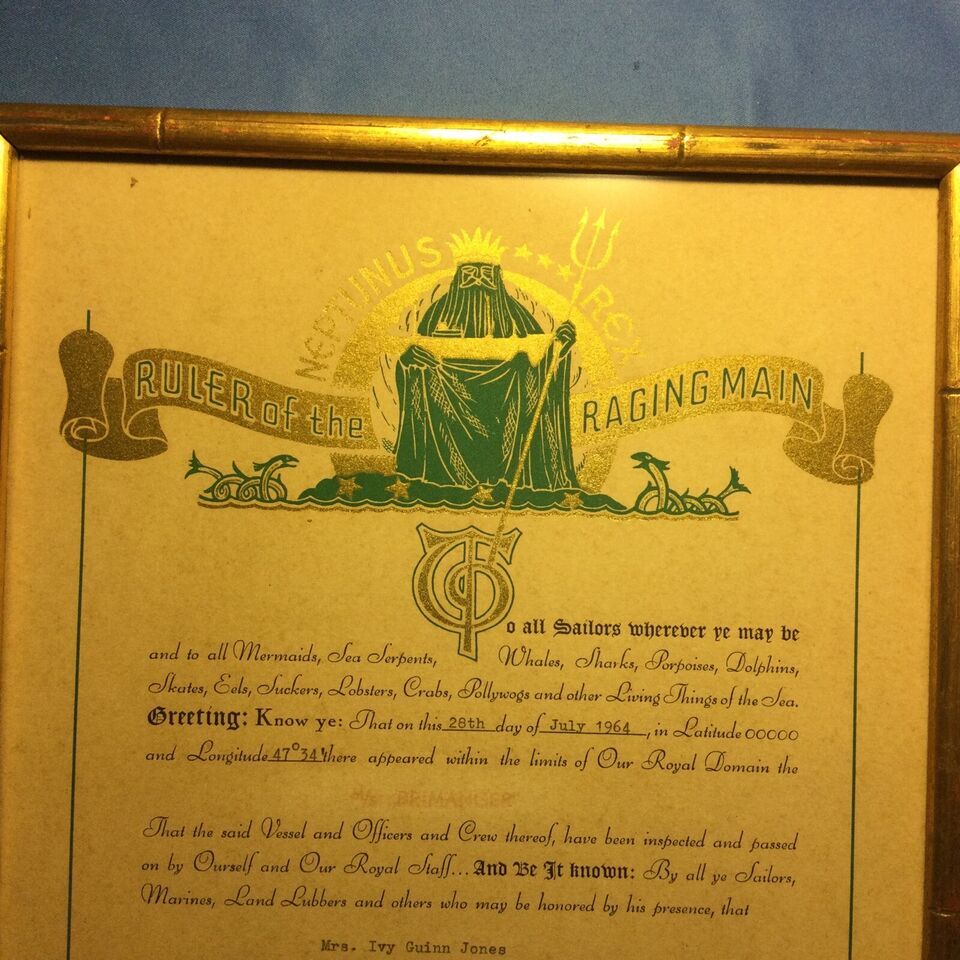 NEPTUNUS REX
RULER of the RAGING MAIN
To all Sailors wherever ye may be
and to all Mermaids, Sea Serpents, Whales, Sharks, Porpoises, Dolphins,
Skates, Eels, Suckers, Lobsters, Crabs, Pollywogs and other Living Things of the Sea.
Greeting: Know ye: That on this 28th day of July 1964, in Latitude 00000
and Longitude 47°34' there appeared within the limits of Our Royal Domain the
M/s
That the said Vessel and Officers and Crew thereof, have been inspected and passed
on by Ourself and Our Royal Staff... And Be It known: By all ye Sailors,
Marines, Land Lubbers and others who may be honored by his presence, that
Mrs. Ivy Guinn Jones